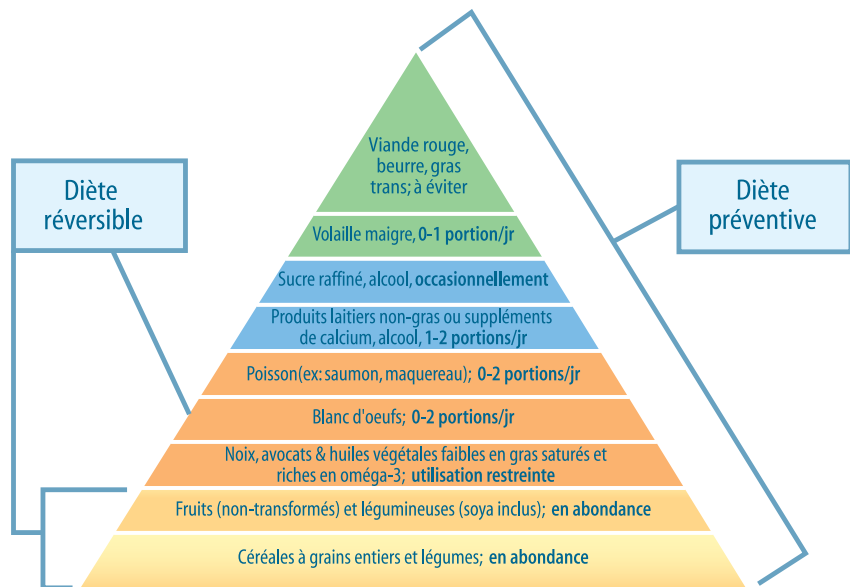 Viande rouge,
beurre, gras
trans; à éviter
Diète
réversible
Diète
préventive
Volaille maigre, 0-1 portion/jr
Sucre raffiné, alcool, occasionnellement
Produits laitiers non-gras ou suppléments
de calcium, alcool, 1-2 portions/jr
Poisson(ex: saumon, maquereau); 0-2 portions/jr
Blanc d'oeufs; 0-2 portions/jr
Noix, avocats & huiles végétales faibles en gras saturés et
riches en oméga-3; utilisation restreinte
Fruits (non-transformés) et légumineuses (soya inclus); en abondance
Céréales à grains entiers et légumes; en abondance